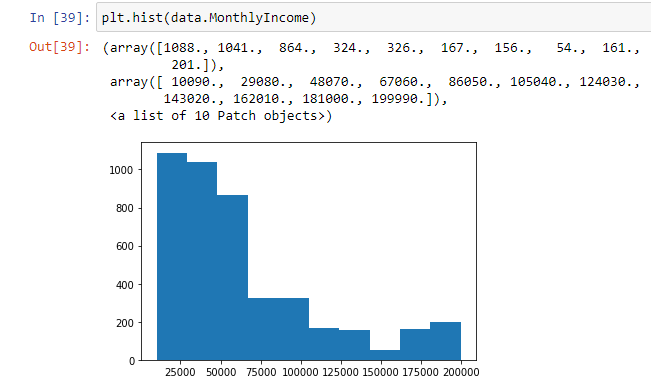 In [39]: plt.hist(data.MonthlyIncome)
Out[39]: (array([1088., 1041., 864., 324., 326., 167., 156., 54., 161.,
201.]),
array([ 10090., 29080., 48070., 67060., 86050., 105040., 124030.,
143020., 162010., 181000., 199990.]),
<a list of 10 Patch objects>)
1000
800
600
400
200
0
25000 50000 75000 100000 125000 150000 175000 200000